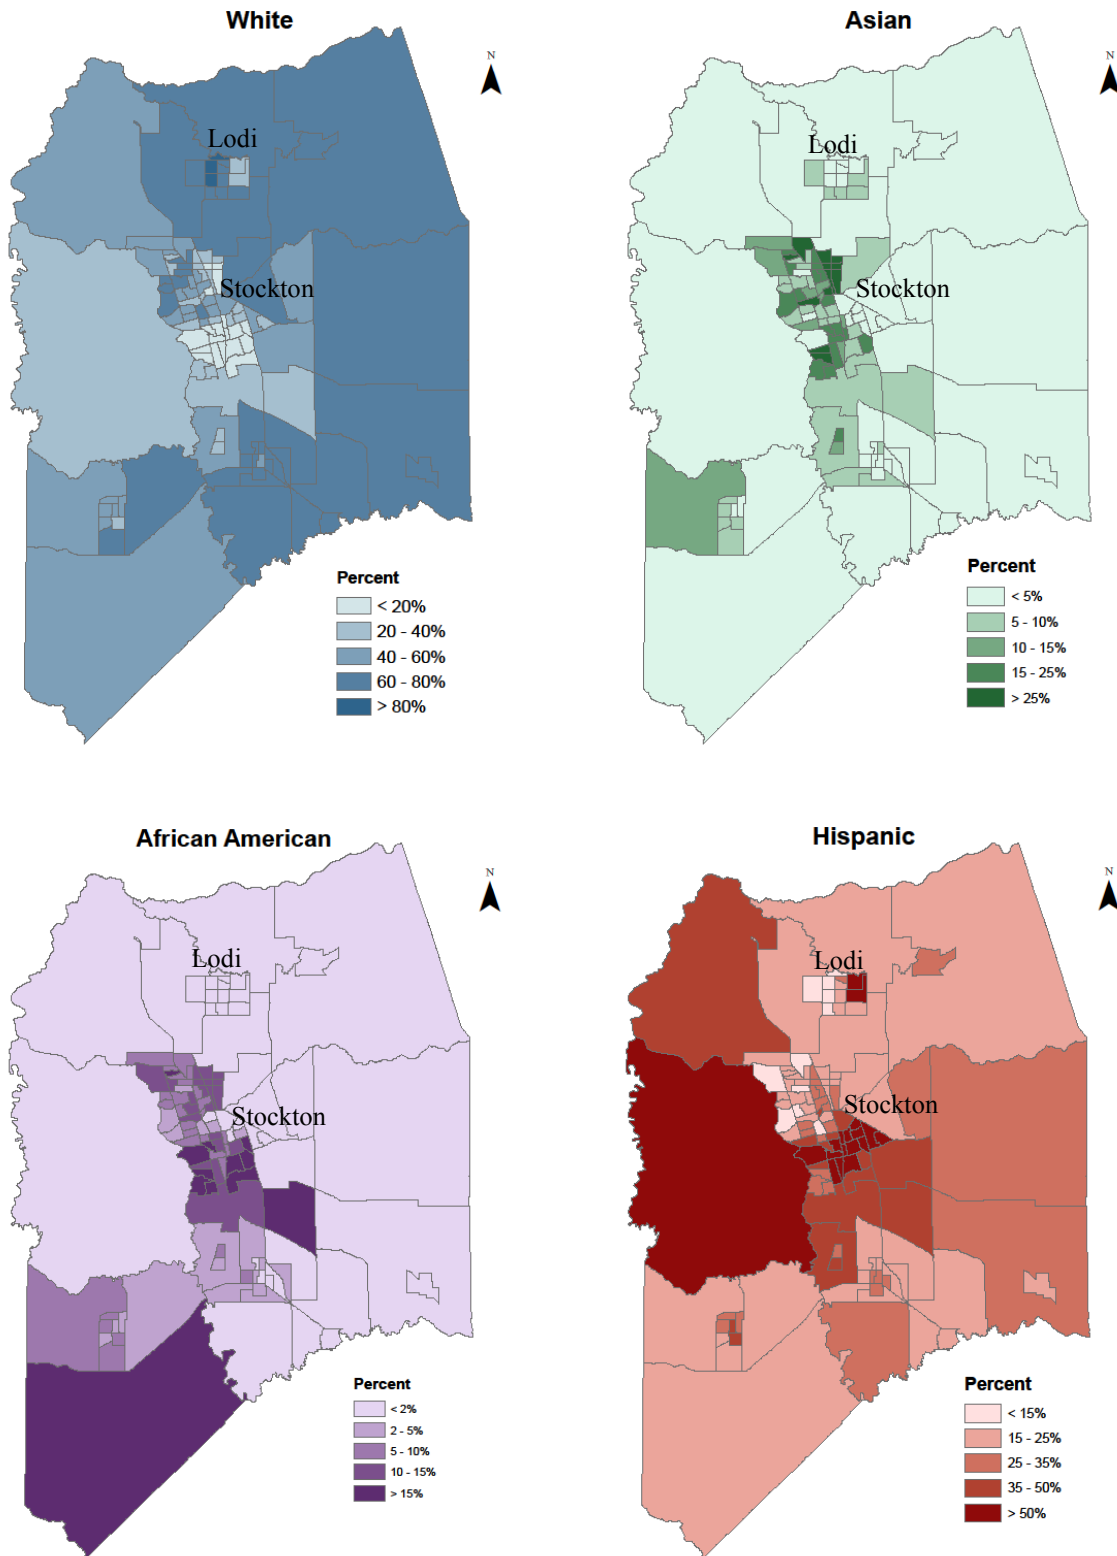 White
N
Lodi
Stockton
Percent
< 20%
20 - 40%
40 - 60%
60 - 80%
> 80%
Asian
N
Lodi
Stockton
Percent
< 5%
5 - 10%
10 - 15%
15 - 25%
> 25%
African American
N
Lodi
Stockton
Percent
< 2%
2 - 5%
5 - 10%
10 - 15%
> 15%
Hispanic
N
Lodi
Stockton
Percent
< 15%
15 - 25%
25 - 35%
35 - 50%
> 50%